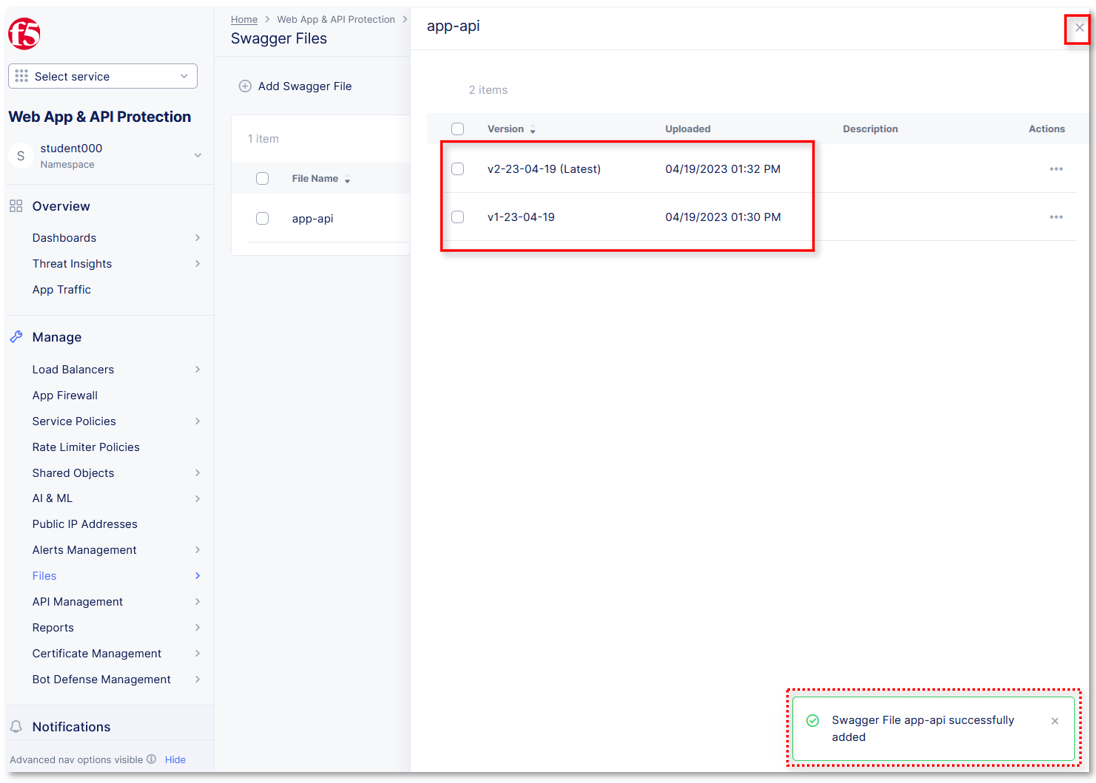 f5
Select service
Web App & API Protection
S
student000
Namespace
Overview
Dashboards
Threat Insights
App Traffic
Manage
Load Balancers
App Firewall
Service Policies
Rate Limiter Policies
Shared Objects
AI & ML
Public IP Addresses
Alerts Management
Files
API Management
Reports
Certificate Management
Bot Defense Management
Notifications
Advanced nav options visible Hide
Home > Web App & API Protection >
Swagger Files
Add Swagger File
1 item
File Name
app-api
app-api
2 items
Version Uploaded Description Actions
v2-23-04-19 (Latest) 04/19/2023 01:32 PM
v1-23-04-19 04/19/2023 01:30 PM
Swagger File app-api successfully
added